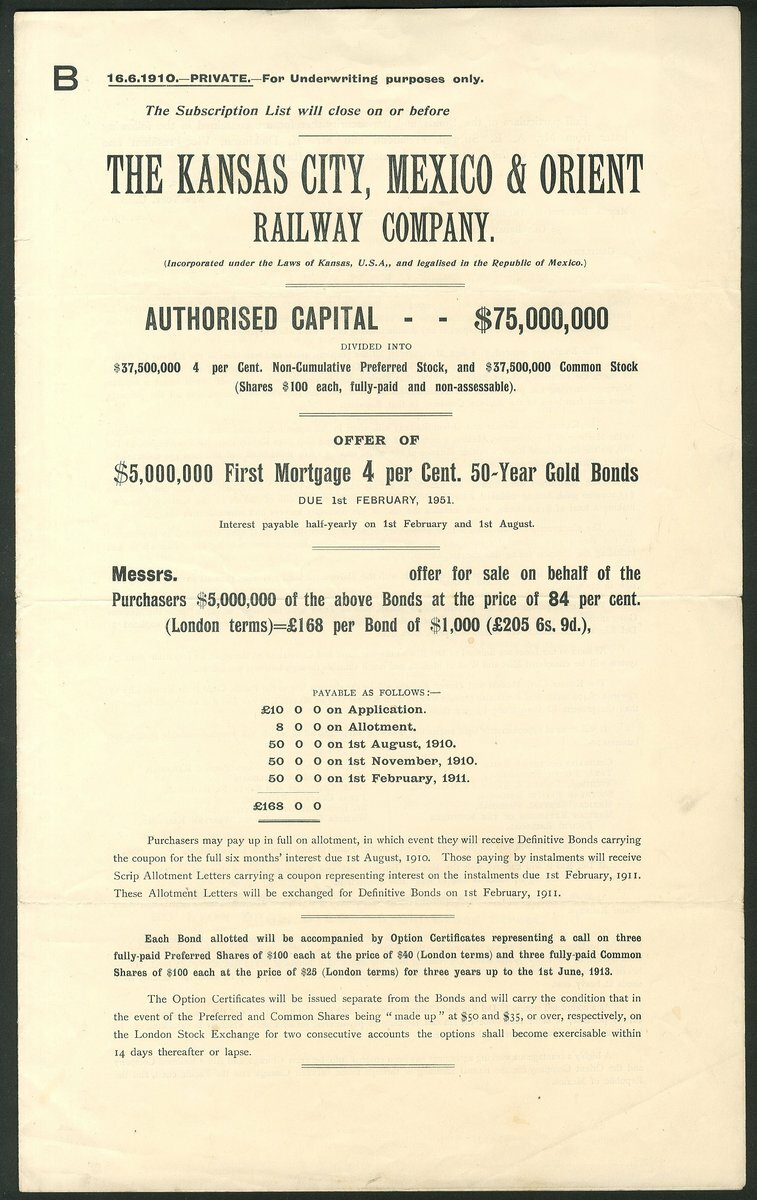 B
16.6.1910.—PRIVATE.—For Underwriting purposes only.
The Subscription List will close on or before
THE KANSAS CITY, MEXICO & ORIENT
RAILWAY COMPANY.
(Incorporated under the Laws of Kansas, U.S.A,, and legalised in the Republic of Mexico.)
AUTHORISED CAPITAL - - $75,000,000
DIVIDED INTO
$37,500,000 4 per Cent. Non-Cumulative Preferred Stock, and $37,500,000 Common Stock
(Shares $100 each, fully-paid and non-assessable).
OFFER OF
$5,000,000 First Mortgage 4 per Cent. 50-Year Gold Bonds
DUE 1st FEBRUARY, 1951.
Interest payable half-yearly on 1st February and 1st August.
Messrs. offer for sale on behalf of the
Purchasers $5,000,000 of the above Bonds at the price of 84 per cent.
(London terms)=£168 per Bond of $1,000 (£205 6s. 9d.),
PAYABLE AS FOLLOWS:—
£10 0 0 on Application.
8 0 0 on Allotment.
50 0 0 on 1st August, 1910.
50 0 0 on 1st November, 1910.
50 0 0 on 1st February, 1911.
£168 0 0
Purchasers may pay up in full on allotment, in which event they will receive Definitive Bonds carrying
the coupon for the full six months' interest due 1st August, 1910. Those paying by instalments will receive
Scrip Allotment Letters carrying a coupon representing interest on the instalments due 1st February, 1911.
These Allotment Letters will be exchanged for Definitive Bonds on 1st February, 1911.
Each Bond allotted will be accompanied by Option Certificates representing a call on three
fully-paid Preferred Shares of $100 each at the price of $40 (London terms) and three fully-paid Common
Shares of $100 each at the price of $25 (London terms) for three years up to the 1st June, 1913.
The Option Certificates will be issued separate from the Bonds and will carry the condition that in
the event of the Preferred and Common Shares being "made up" at $50 and $35, or over, respectively, on
the London Stock Exchange for two consecutive accounts the options shall become exercisable within
14 days thereafter or lapse.